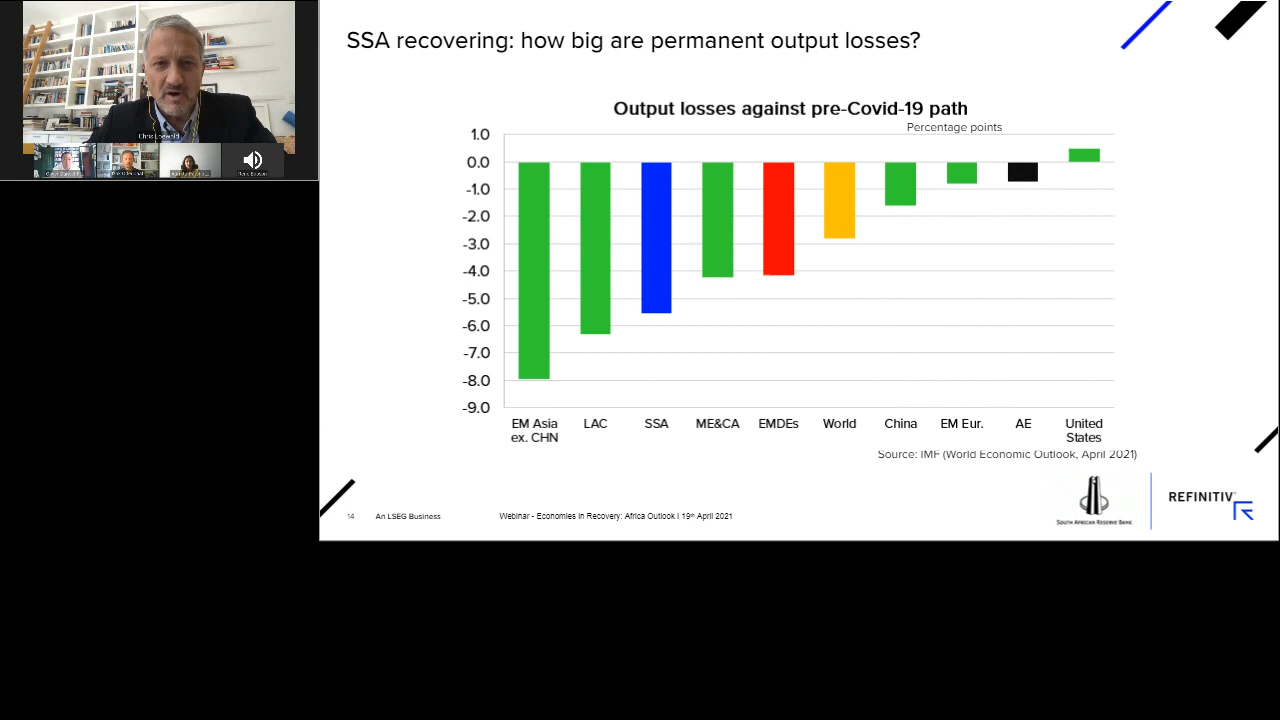 SSA recovering: how big are permanent output losses?
Chris Loewald
Output losses against pre-Covid-19 path
Percentage points
1.0
0.0
-1.0
-2.0
-3.0
-4.0
-5.0
-6.0
-7.0
-8.0
-9.0
EM Asia ex. CHN
LAC
SSA
ME&CA
EMDEs
World
China
EM Eur.
AE
United States
Source: IMF (World Economic Outlook, April 2021)
14
An LSEG Business
Webinar - Economies in Recovery: Africa Outlook I 19th April 2021
SOUTH AFRICAN RESERVE BANK
REFINITIV